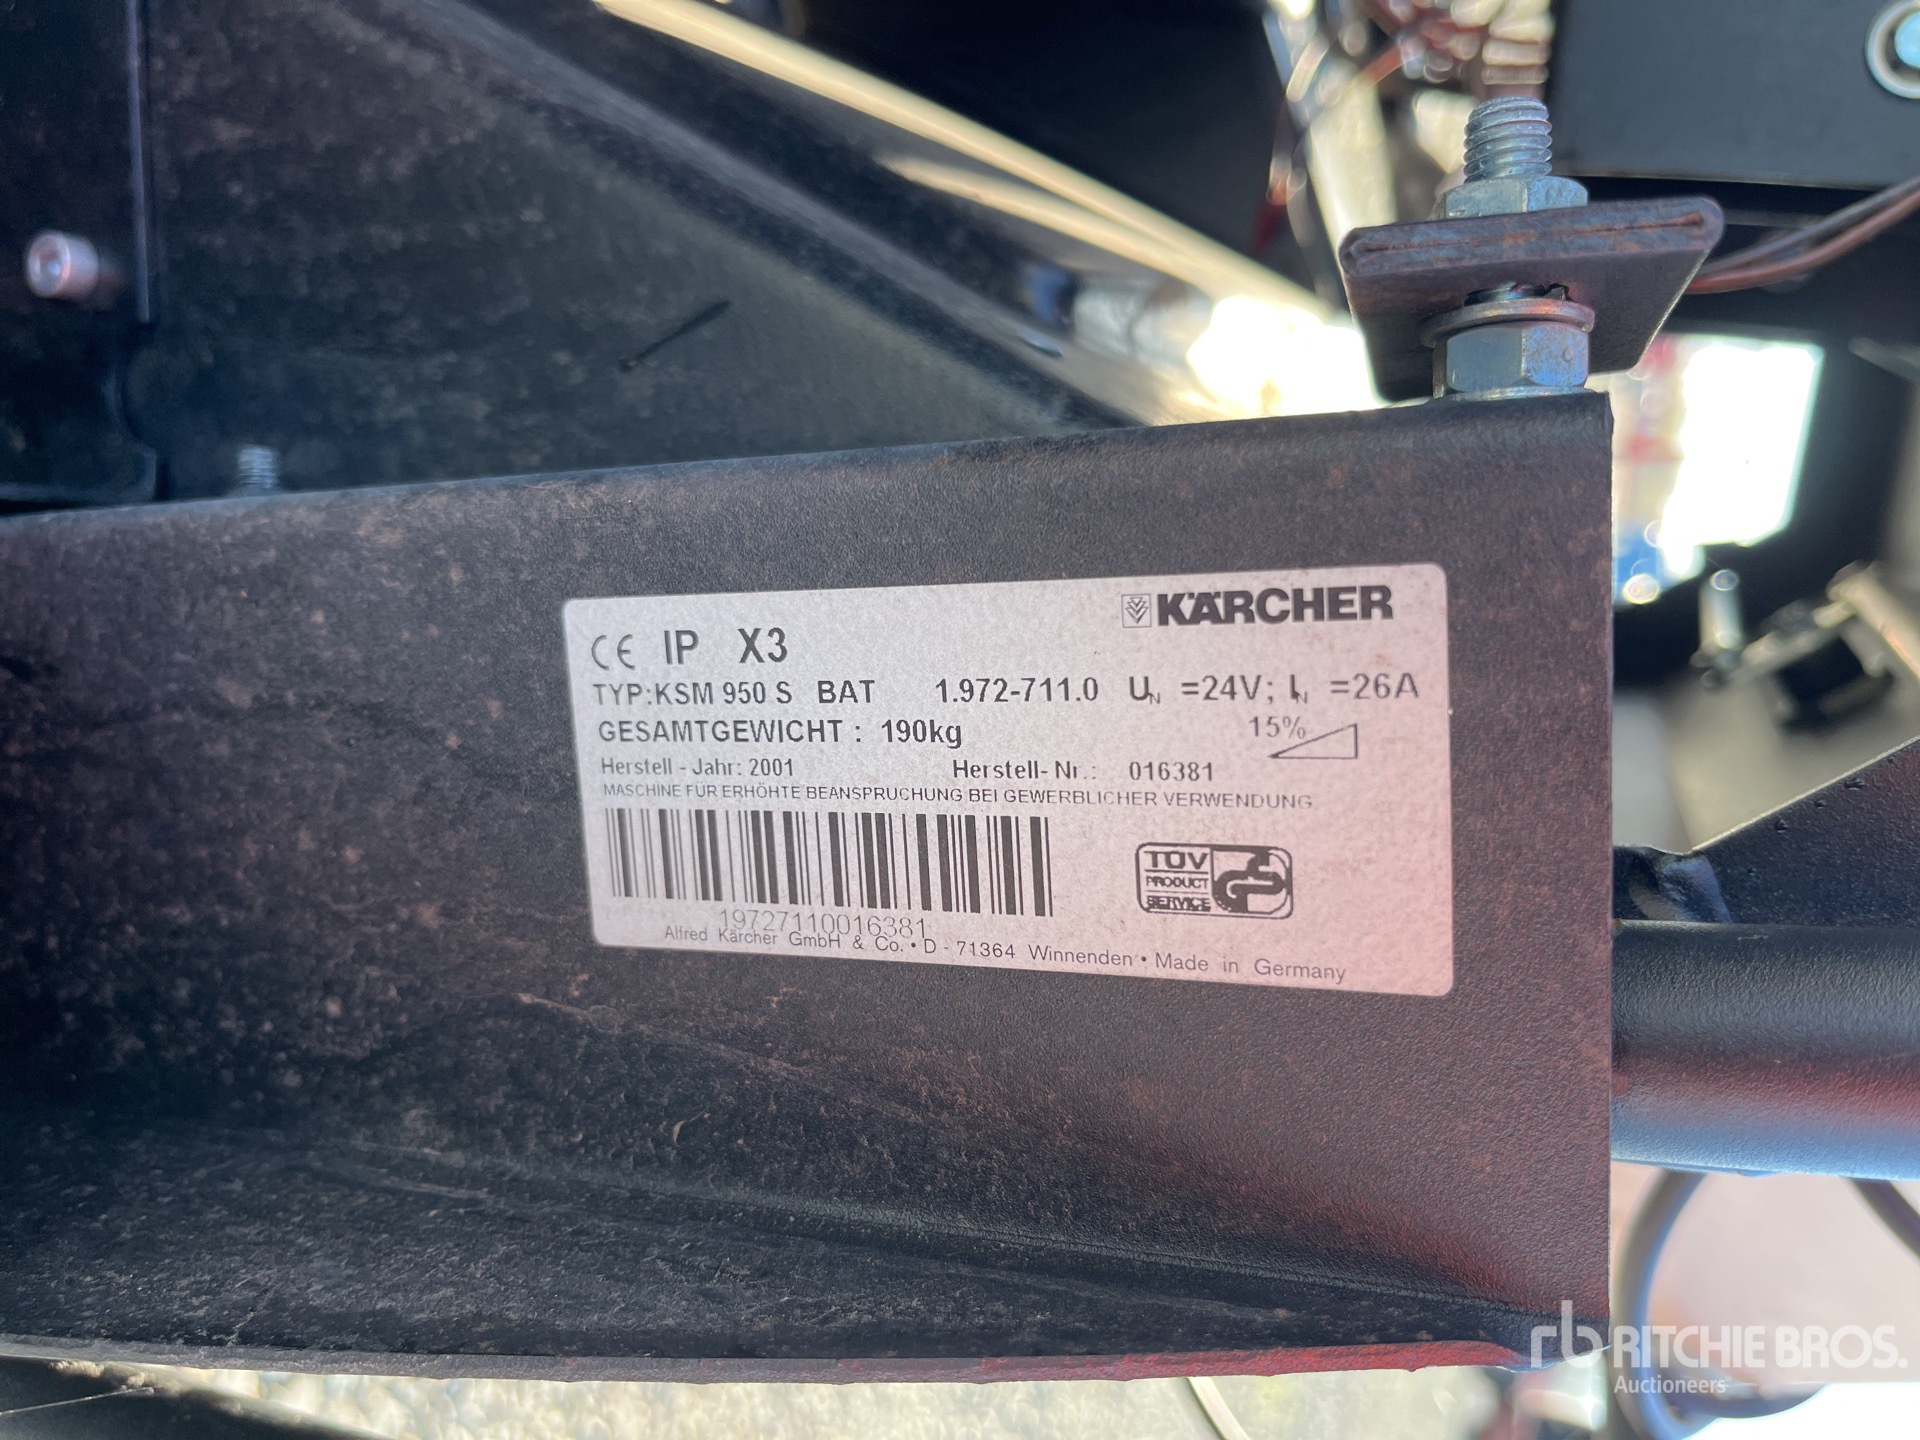 KÄRCHER
CE IP X3
TYP:KSM 950 S BAT 1.972-711.0 UN =24V; IN =26A
GESAMTGEWICHT : 190kg 15%
Herstell - Jahr: 2001 Herstell- Nr.: 016381
MASCHINE FÜR ERHÖHTE BEANSPRUCHUNG BEI GEWERBLICHER VERWENDUNG
TÜV
PRODUCT
SERVICE
19727110016381
Alfred Kärcher GmbH & Co. • D - 71364 Winnenden • Made in Germany
rb RITCHIE BROS.
Auctioneers